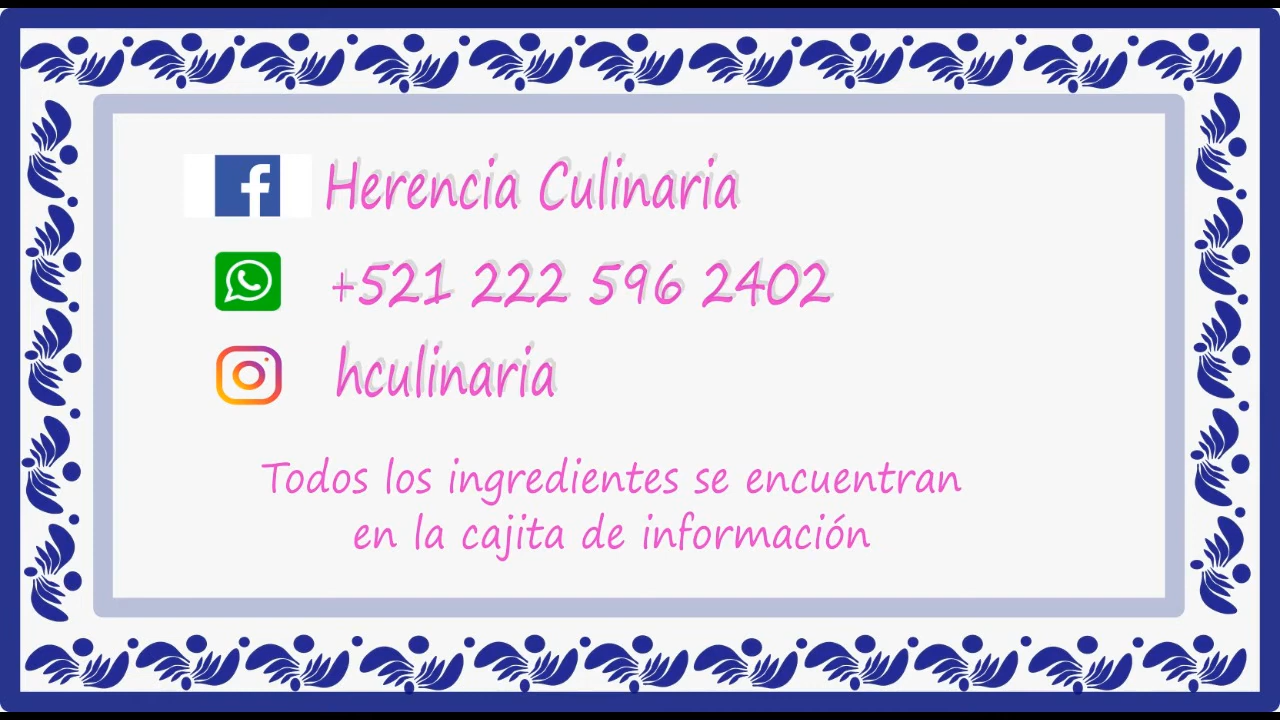 Herencia Culinaria
+521 222 596 2402
hculinaria
Todos los ingredientes se encuentran
en la cajita de información